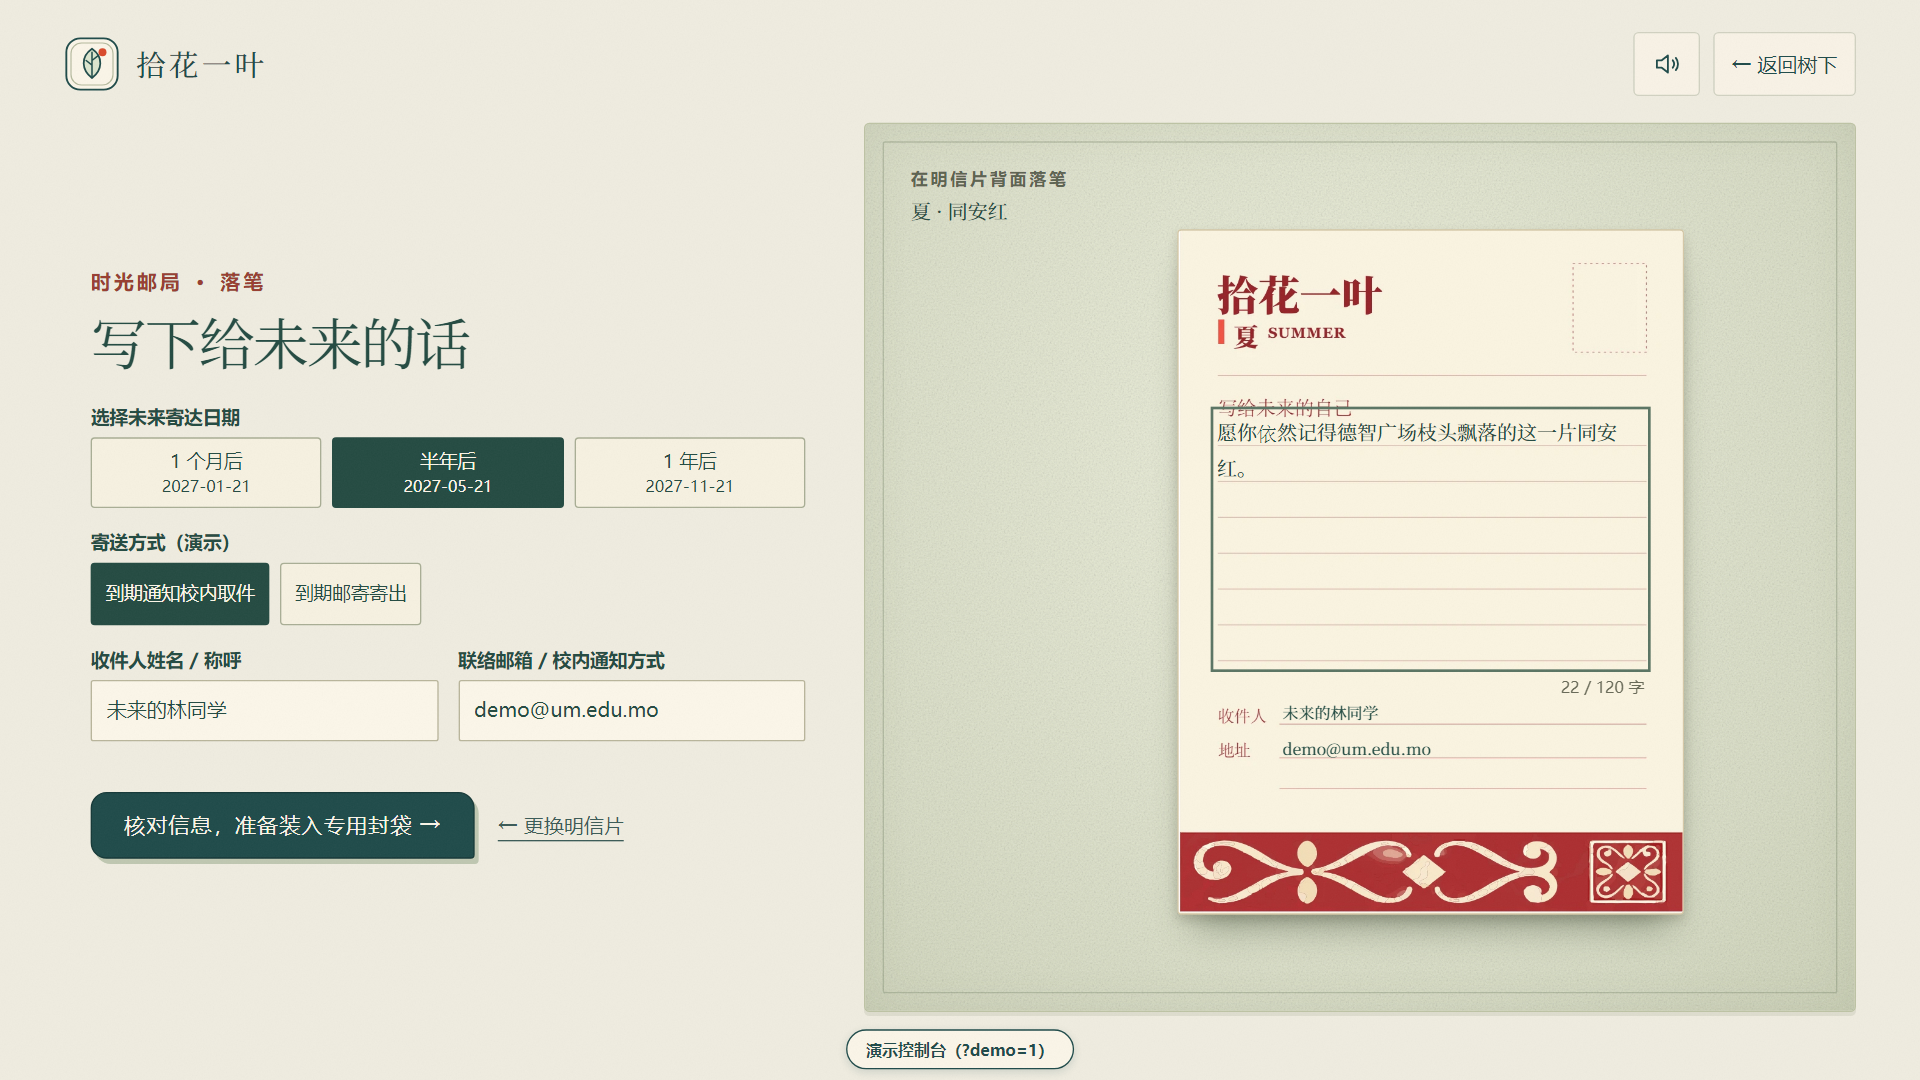 拾花一叶
← 返回树下
时光邮局 · 落笔
写下给未来的话
选择未来寄达日期
1 个月后
2027-01-21
半年后
2027-05-21
1 年后
2027-11-21
寄送方式（演示）
到期通知校内取件
到期邮寄寄出
收件人姓名 / 称呼
未来的林同学
联络邮箱 / 校内通知方式
demo@um.edu.mo
核对信息，准备装入专用封袋 →
← 更换明信片
在明信片背面落笔
夏 · 同安红
拾花一叶
夏 SUMMER
写给未来的自己
愿你依然记得德智广场枝头飘落的这一片同安
红。
22 / 120 字
收件人 未来的林同学
地址 demo@um.edu.mo
演示控制台（?demo=1）